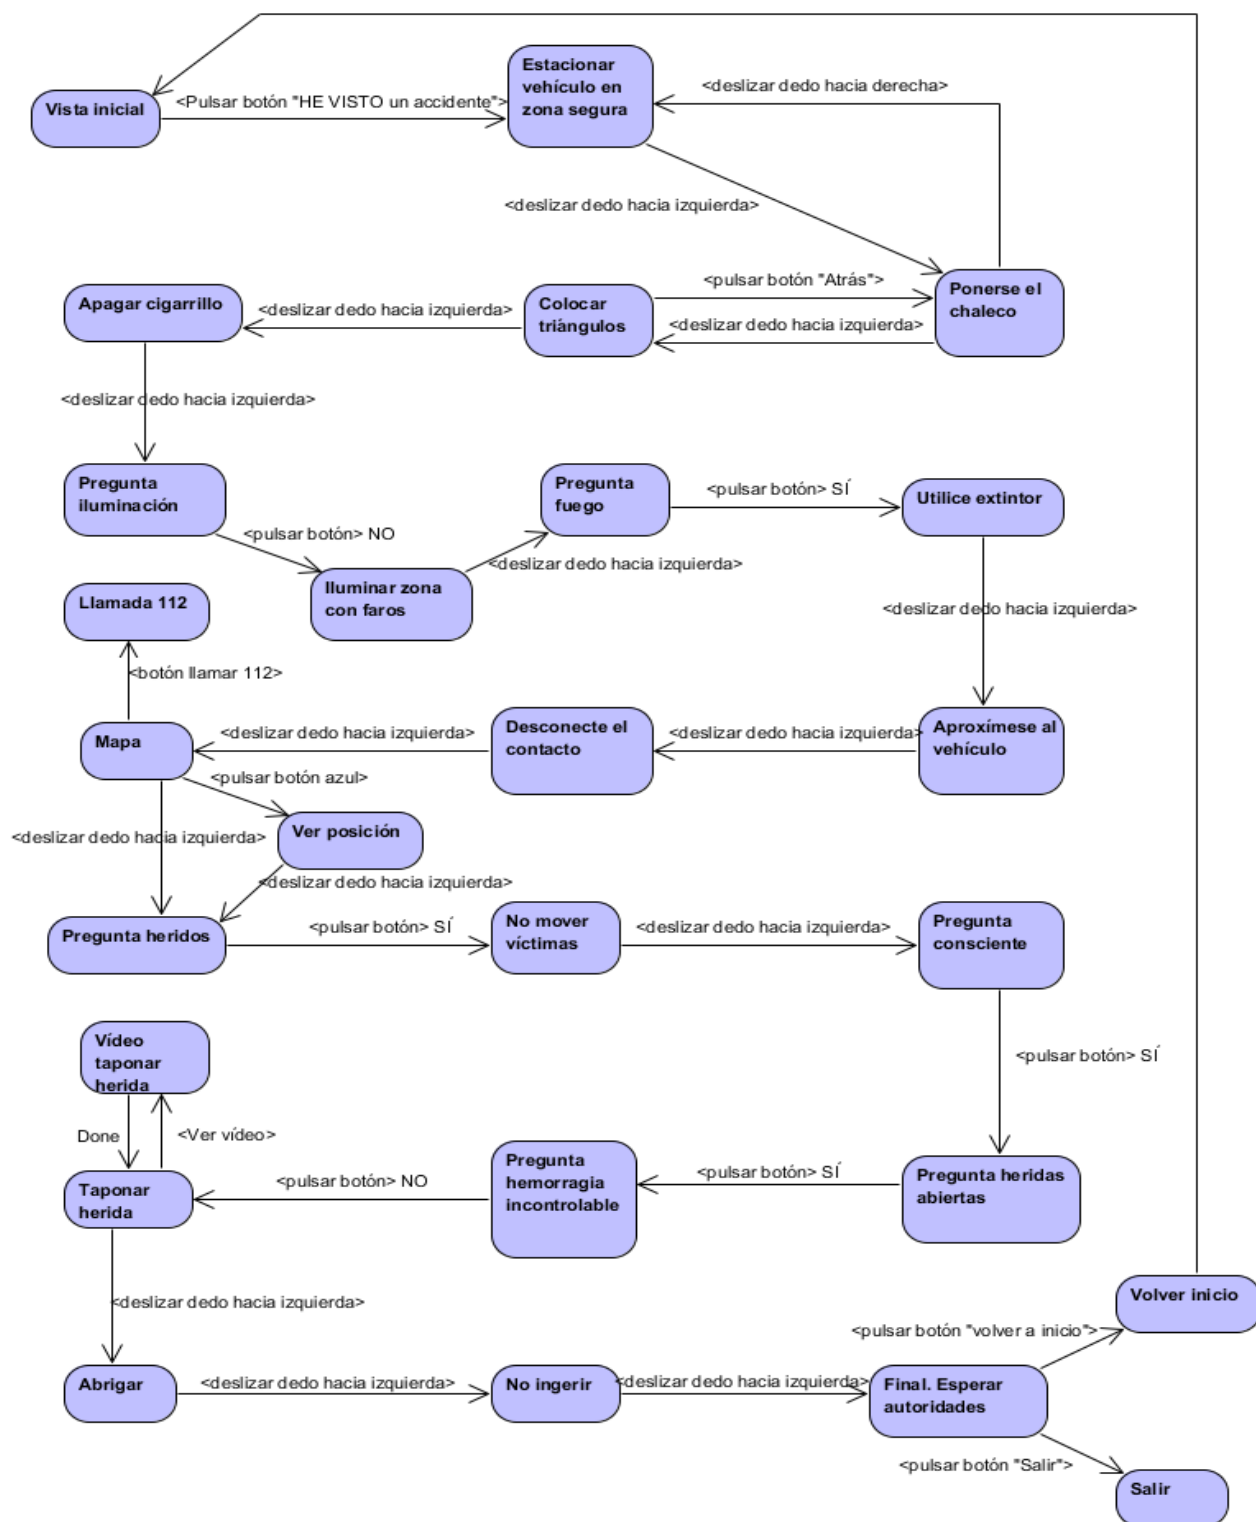 Vista inicial
<Pulsar botón "HE VISTO un accidente">
Estacionar
vehículo en
zona segura
<deslizar dedo hacia derecha>
<deslizar dedo hacia izquierda>
Apagar cigarrillo
<deslizar dedo hacia izquierda>
Colocar
triángulos
<pulsar botón "Atrás">
<deslizar dedo hacia izquierda>
Ponerse el
chaleco
<deslizar dedo hacia izquierda>
Pregunta
iluminación
<pulsar botón> NO
Iluminar zona
con faros
<deslizar dedo hacia izquierda>
Pregunta
fuego
<pulsar botón> SÍ
Utilice extintor
<deslizar dedo hacia izquierda>
Llamada 112
<botón llamar 112>
Mapa
<deslizar dedo hacia izquierda>
Desconecte el
contacto
<deslizar dedo hacia izquierda>
Aproxímese al
vehículo
<pulsar botón azul>
<deslizar dedo hacia izquierda>
Ver posición
<deslizar dedo hacia izquierda>
Pregunta heridos
<pulsar botón> SÍ
No mover
víctimas
<deslizar dedo hacia izquierda>
Pregunta
consciente
<pulsar botón> SÍ
Vídeo
taponar
herida
Done
<Ver vídeo>
Taponar
herida
<pulsar botón> NO
Pregunta
hemorragia
incontrolable
<pulsar botón> SÍ
Pregunta heridas
abiertas
<deslizar dedo hacia izquierda>
Abrigar
<deslizar dedo hacia izquierda>
No ingerir
<deslizar dedo hacia izquierda>
Final. Esperar
autoridades
<pulsar botón "volver a inicio">
Volver inicio
<pulsar botón "Salir">
Salir